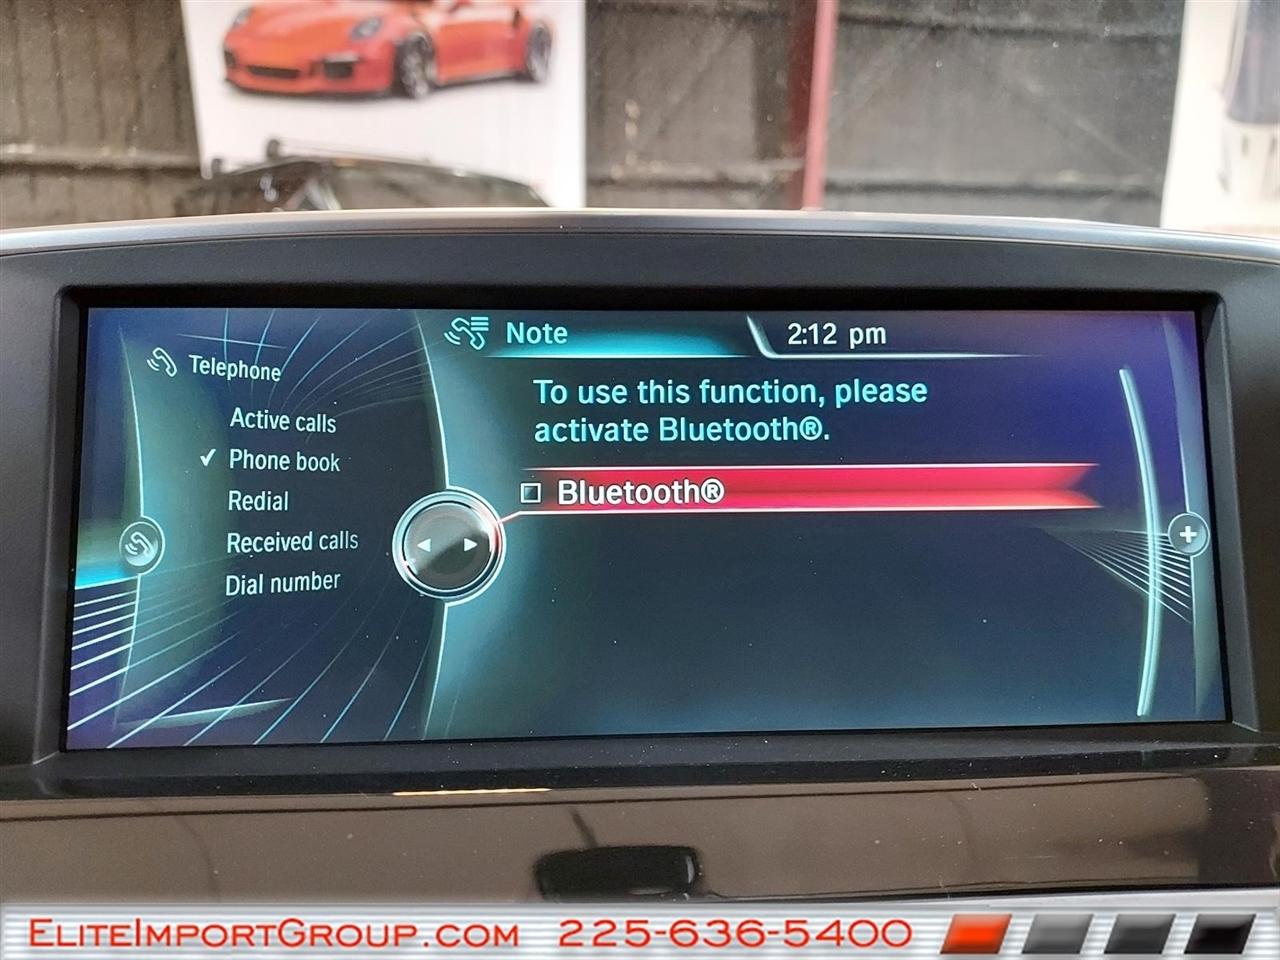 Telephone
Active calls
✓ Phone book
Redial
Received calls
Dial number
Note
2:12 pm
To use this function, please
activate Bluetooth®.
Bluetooth®
EliteImportGroup.com 225-636-5400